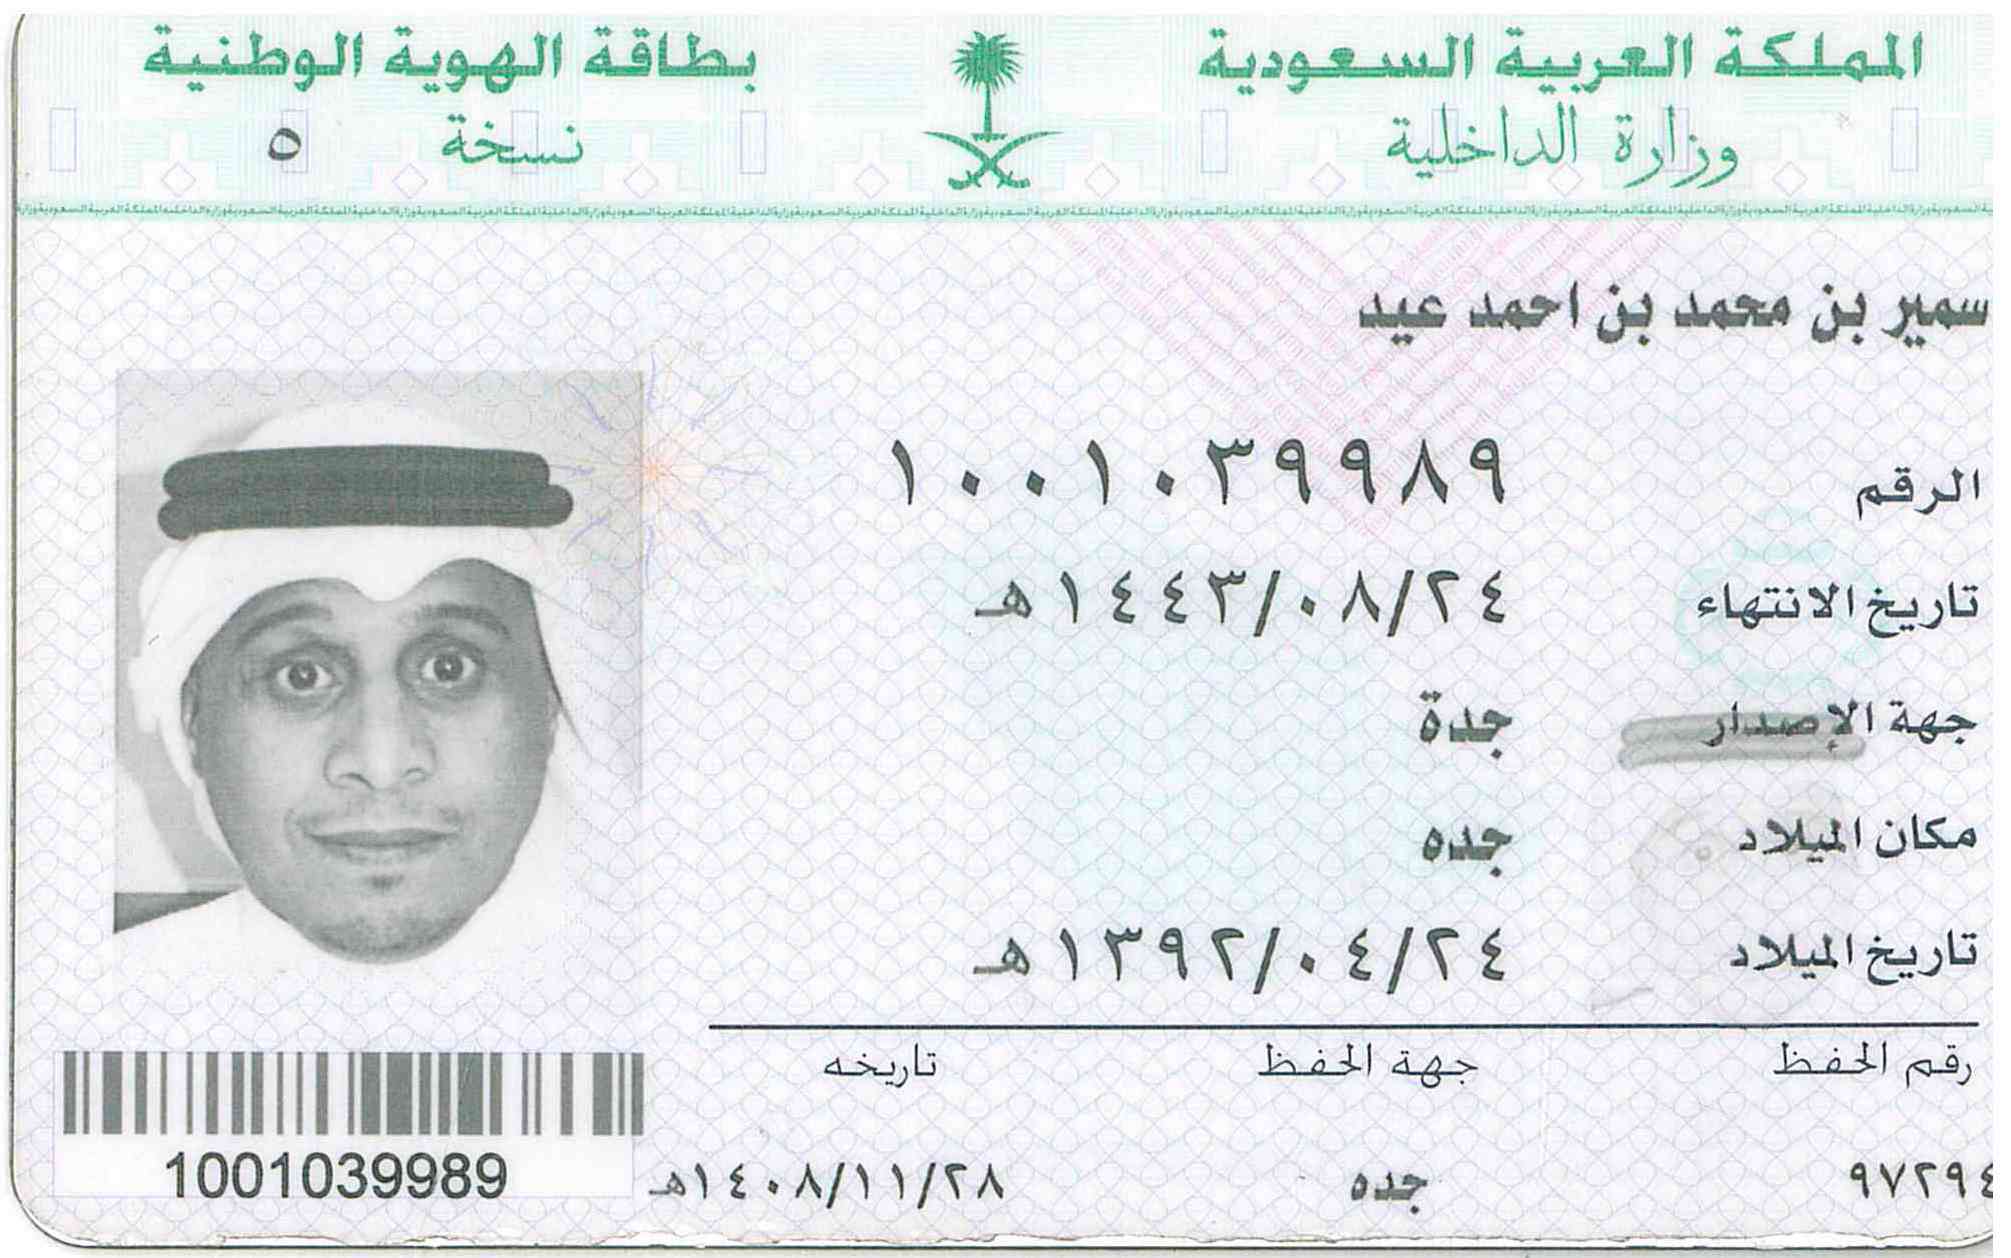 المملكة العربية السعودية
وزارة الداخلية
بطاقة الهوية الوطنية
نسخة ٥
سمير بن محمد بن احمد عيد
الرقم ١٠٠١٠٣٩٩٨٩
تاريخ الانتهاء ١٤٤٣/٠٨/٢٤هـ
جهة الإصدار جدة
مكان الميلاد جده
تاريخ الميلاد ١٣٩٢/٠٤/٢٤هـ
رقم الحفظ جهة الحفظ تاريخه
٩٧٢٩٤ جده ١٤٠٨/١١/٢٨هـ
1001039989